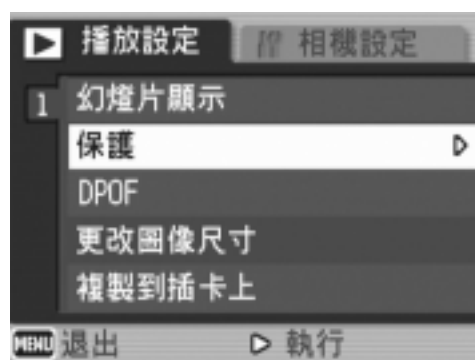 播放設定 相機設定
1 幻燈片顯示
保護
DPOF
更改圖像尺寸
複製到插卡上
MENU 退出 執行